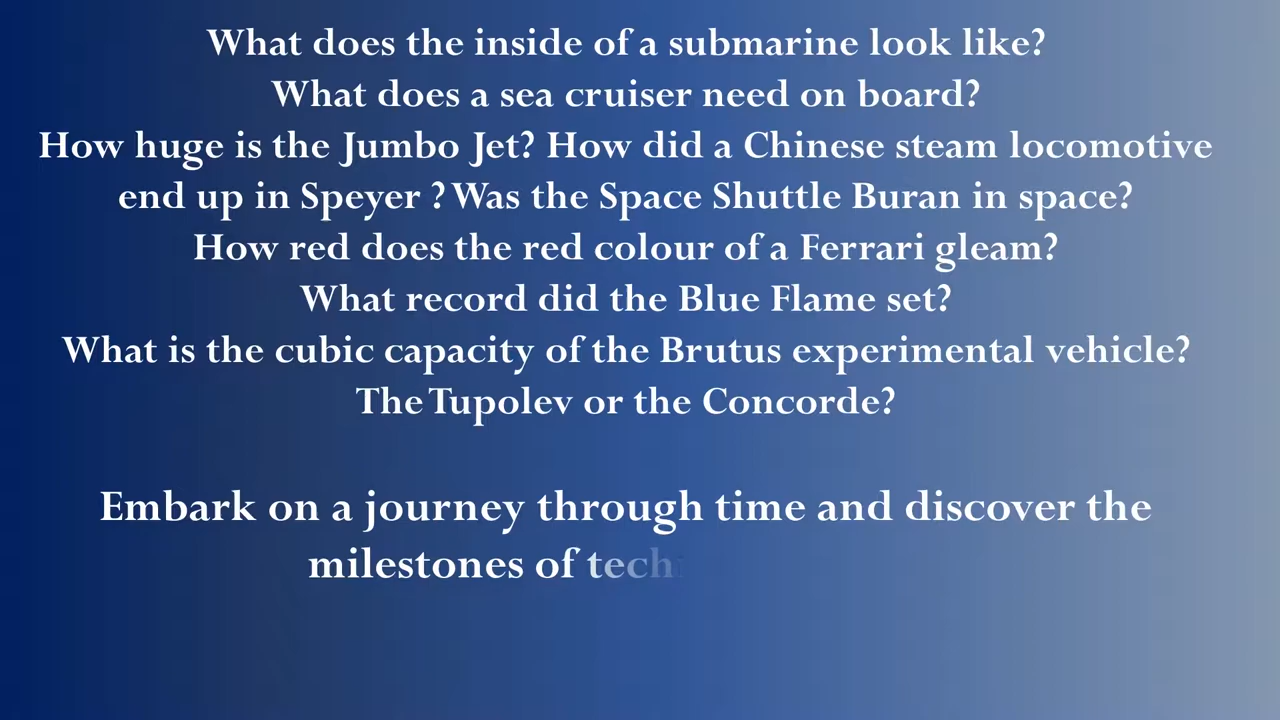 What does the inside of a submarine look like?
What does a sea cruiser need on board?
How huge is the Jumbo Jet? How did a Chinese steam locomotive
end up in Speyer ? Was the Space Shuttle Buran in space?
How red does the red colour of a Ferrari gleam?
What record did the Blue Flame set?
What is the cubic capacity of the Brutus experimental vehicle?
The Tupolev or the Concorde?
Embark on a journey through time and discover the
milestones of tech